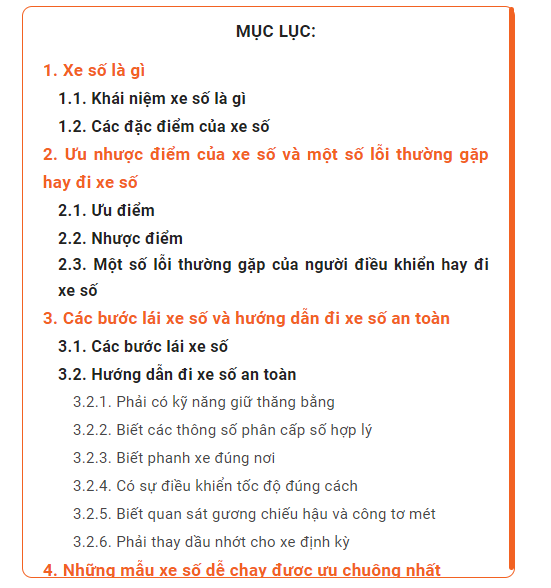 MỤC LỤC:
1. Xe số là gì
1.1. Khái niệm xe số là gì
1.2. Các đặc điểm của xe số
2. Ưu nhược điểm của xe số và một số lỗi thường gặp
hay đi xe số
2.1. Ưu điểm
2.2. Nhược điểm
2.3. Một số lỗi thường gặp của người điều khiển hay đi
xe số
3. Các bước lái xe số và hướng dẫn đi xe số an toàn
3.1. Các bước lái xe số
3.2. Hướng dẫn đi xe số an toàn
3.2.1. Phải có kỹ năng giữ thăng bằng
3.2.2. Biết các thông số phân cấp số hợp lý
3.2.3. Biết phanh xe đúng nơi
3.2.4. Có sự điều khiển tốc độ đúng cách
3.2.5. Biết quan sát gương chiếu hậu và công tơ mét
3.2.6. Phải thay dầu nhớt cho xe định kỳ
4. Những mẫu xe số dễ chạy được ưu chuộng nhất